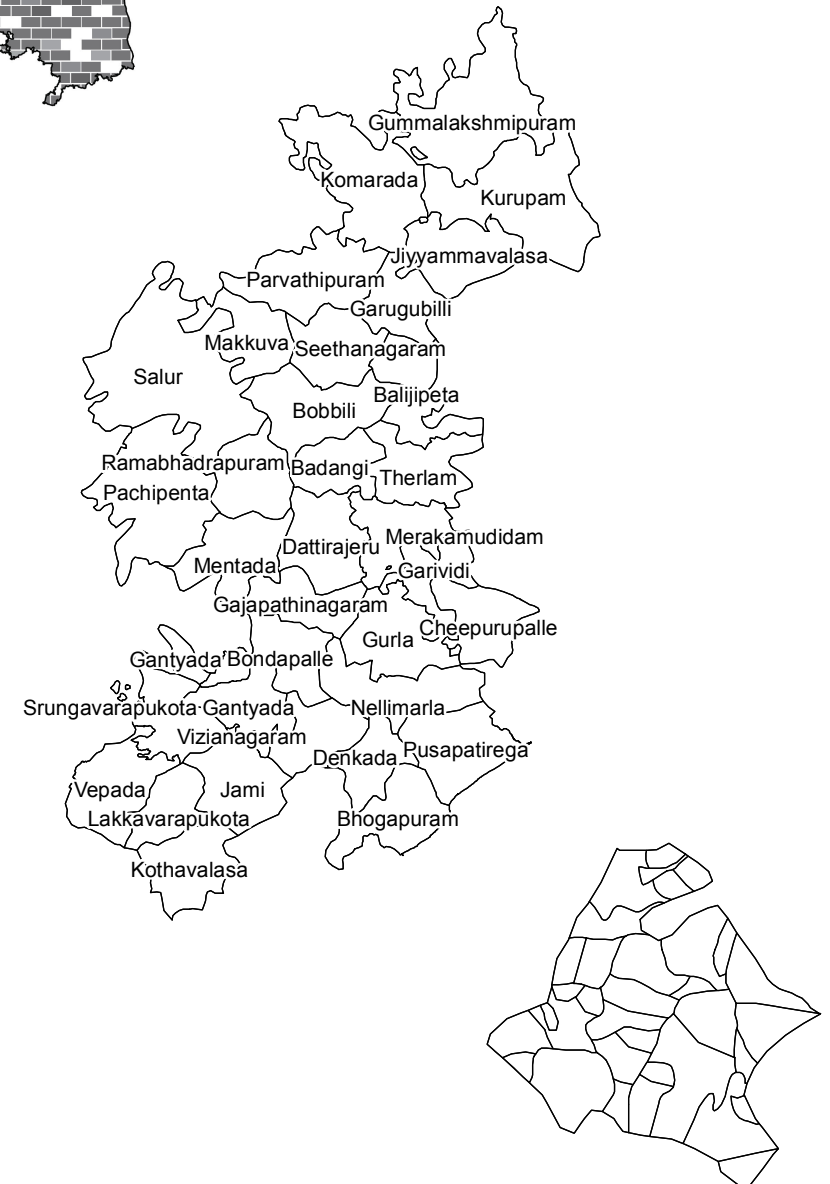 Gummalakshmipuram
Komarada
Kurupam
Jiyyammavalasa
Parvathipuram
Garugubilli
Makkuva
Seethanagaram
Salur
Balijipeta
Bobbili
Ramabhadrapuram
Badangi
Therlam
Pachipenta
Merakamudidam
Dattirajeru
Mentada
Garividi
Gajapathinagaram
Cheepurupalle
Gurla
Gantyada
Bondapalle
Srungavarapukota
Gantyada
Nellimarla
Vizianagaram
Pusapatirega
Denkada
Vepada
Jami
Lakkavarapukota
Bhogapuram
Kothavalasa